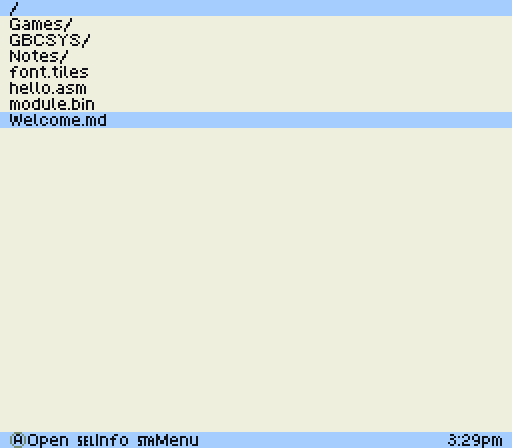 /
Games/
GBCSYS/
Notes/
font.tiles
hello.asm
module.bin
Welcome.md
ⒶOpen SELInfo STAMenu 3:29pm